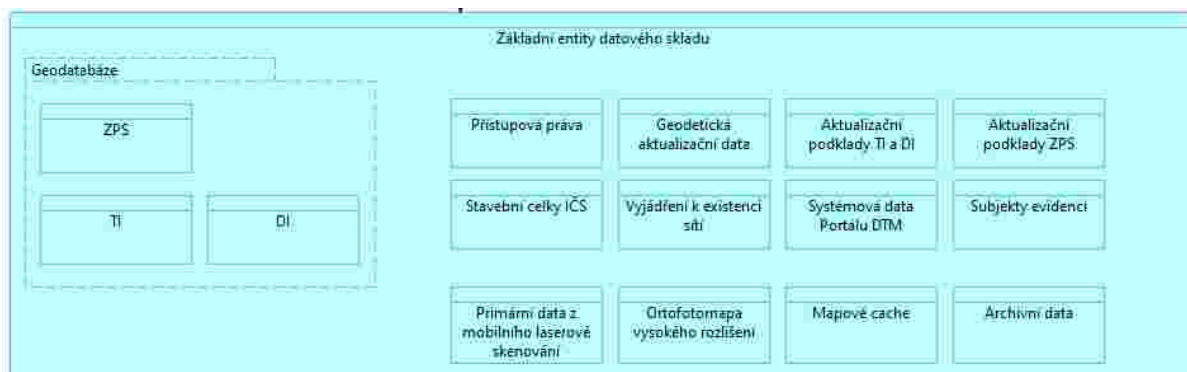 Základní entity datového skladu
Geodatabáze
ZPS
TI
DI
Přístupová práva
Geodetická
aktualizační data
Aktualizační
podklady TI a DI
Aktualizační
podklady ZPS
Stavební celky IČS
Vyjádření k existenci
sítí
Systémová data
Portálu DTM
Subjekty evidencí
Primární data z
mobilního laserové
skenování
Ortofotomapa
vysokého rozlišení
Mapové cache
Archivní data